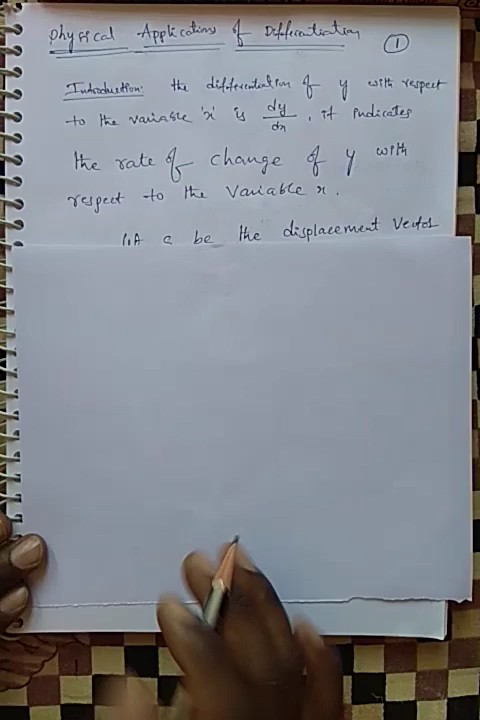 Physical Applications of Differentiation ①
Introduction: the differentiation of y with respect
to the variable 'x' is dy/dx, it indicates
the rate of change of y with
respect to the variable x.
Let s be the displacement vector